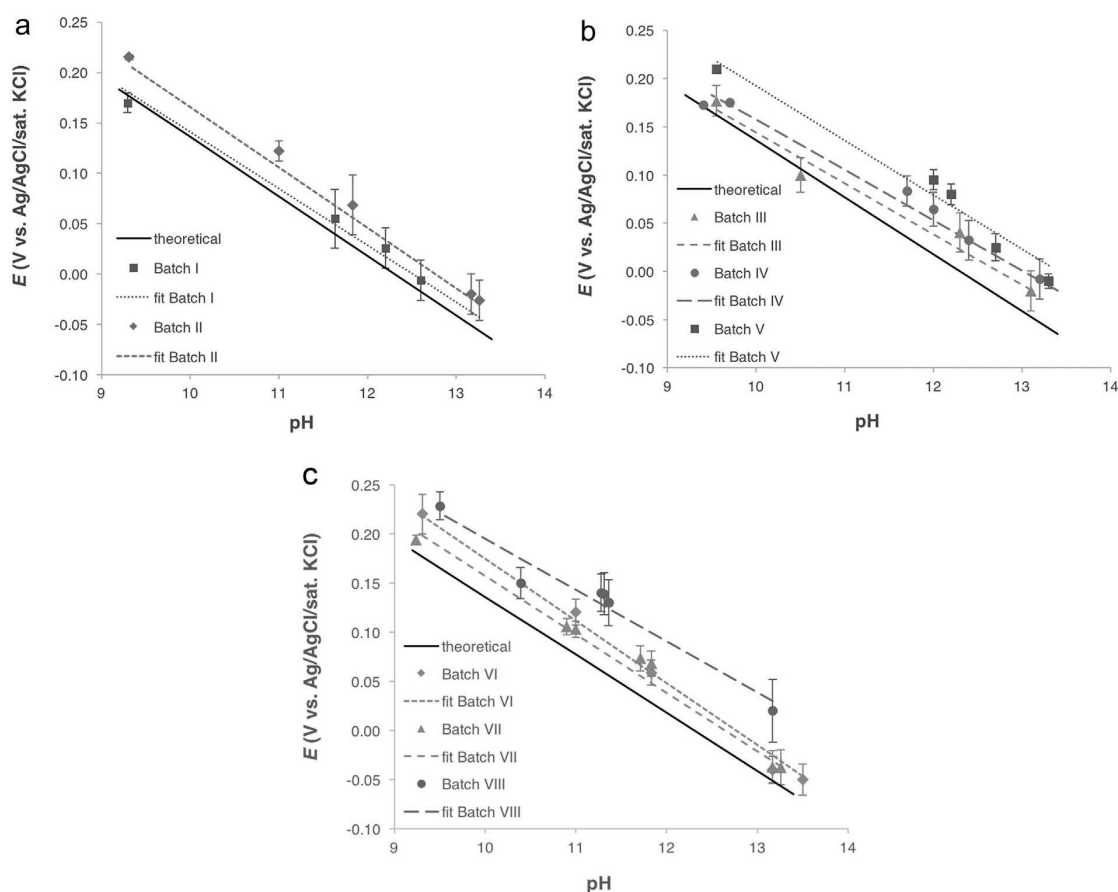 a
0.25
0.20
0.15
0.10
0.05
0.00
-0.05
-0.10
E (V vs. Ag/AgCl/sat. KCl)
theoretical
Batch I
fit Batch I
Batch II
fit Batch II
9 10 11 12 13 14
pH
b
0.25
0.20
0.15
0.10
0.05
0.00
-0.05
-0.10
E (V vs. Ag/AgCl/sat. KCl)
theoretical
Batch III
fit Batch III
Batch IV
fit Batch IV
Batch V
fit Batch V
9 10 11 12 13 14
pH
c
0.25
0.20
0.15
0.10
0.05
0.00
-0.05
-0.10
E (V vs. Ag/AgCl/sat. KCl)
theoretical
Batch VI
fit Batch VI
Batch VII
fit Batch VII
Batch VIII
fit Batch VIII
9 10 11 12 13 14
pH